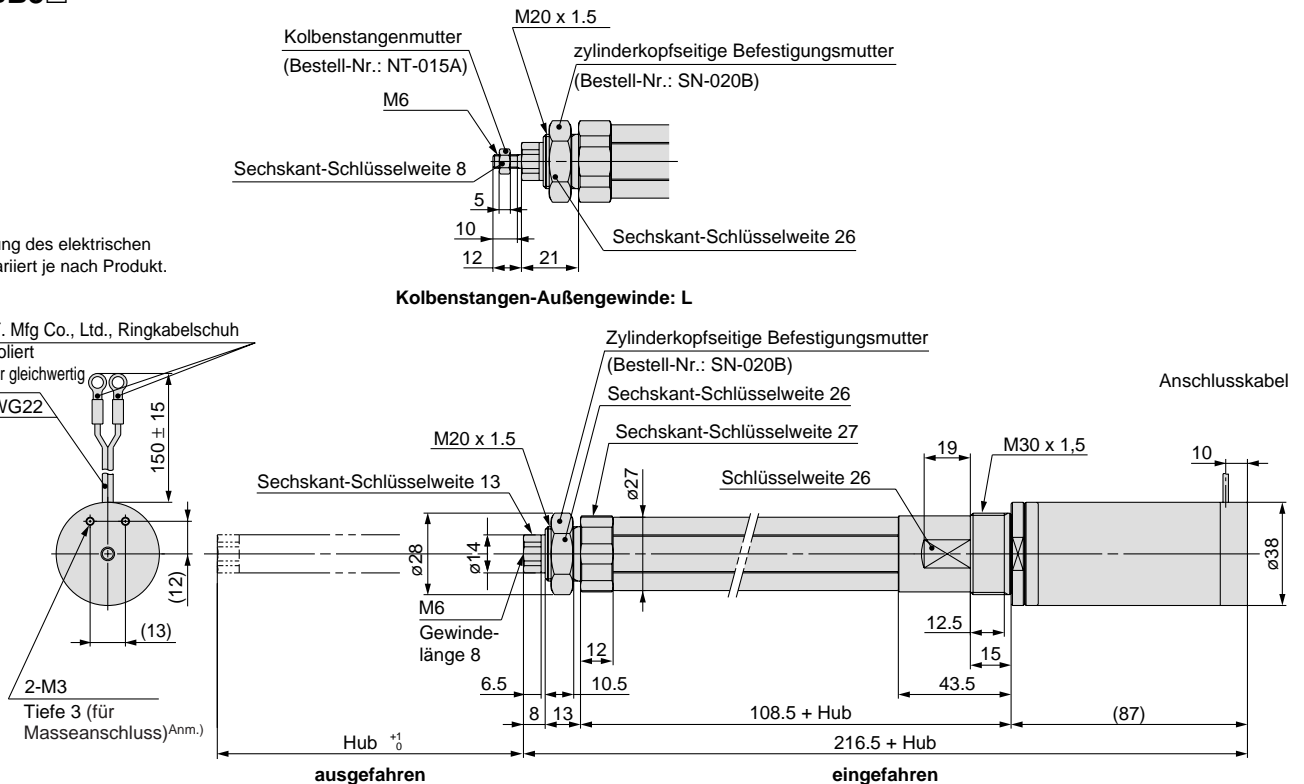 M20 x 1.5
Kolbenstangenmutter
(Bestell-Nr.: NT-015A)
zylinderkopfseitige Befestigungsmutter
(Bestell-Nr.: SN-020B)
M6
Sechskant-Schlüsselweite 8
5
10
12
21
Sechskant-Schlüsselweite 26
des elektrischen
je nach Produkt.
Kolbenstangen-Außengewinde: L
Mfg Co., Ltd., Ringkabelschuh
gleichwertig
150 ± 15
(12)
(13)
2-M3
Tiefe 3 (für
Masseanschluss)Anm.)
Zylinderkopfseitige Befestigungsmutter
(Bestell-Nr.: SN-020B)
Sechskant-Schlüsselweite 26
Sechskant-Schlüsselweite 27
M20 x 1.5
Sechskant-Schlüsselweite 13
ø28
ø14
ø27
M6
Gewinde-
länge 8
Schlüsselweite 26
19
M30 x 1,5
Anschlusskabel
10
ø38
12.5
15
43.5
12
6.5
10.5
8
13
108.5 + Hub
(87)
Hub +1 0
216.5 + Hub
ausgefahren
eingefahren